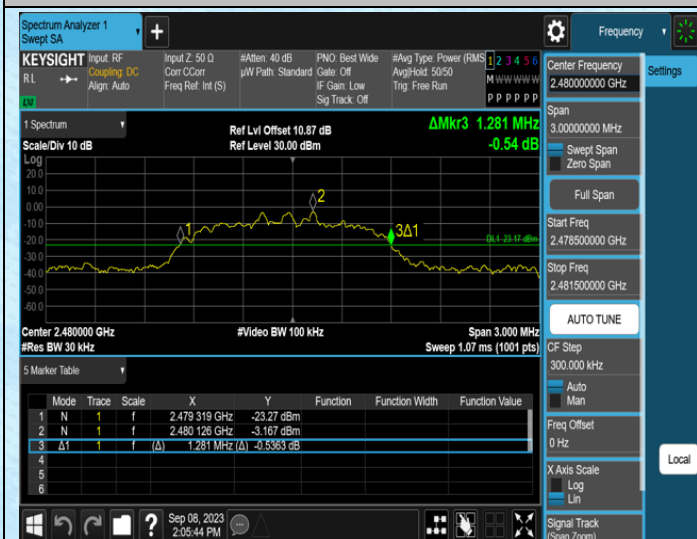 Spectrum Analyzer 1
Swept SA
+
Frequency
KEYSIGHT
RL
LW
Input: RF
Coupling: DC
Align: Auto
Input Z: 50 Ω
Corr CCorr
Freq Ref: Int (S)
#Atten: 40 dB
µW Path: Standard
PNO: Best Wide
Gate: Off
IF Gain: Low
Sig Track: Off
#Avg Type: Power (RMS
Avg|Hold: 50/50
Trig: Free Run
1 2 3 4 5 6
M W W W W W
P P P P P P
1 Spectrum
Scale/Div 10 dB
Ref Lvl Offset 10.87 dB
Ref Level 30.00 dBm
ΔMkr3 1.281 MHz
-0.54 dB
Log
20.0
10.0
0.00
-10.0
-20.0
-30.0
-40.0
-50.0
-60.0
1
2
3Δ1
DL1 -23.17 dBm
Center 2.480000 GHz
#Video BW 100 kHz
Span 3.000 MHz
#Res BW 30 kHz
Sweep 1.07 ms (1001 pts)
5 Marker Table
Mode Trace Scale X Y Function Function Width Function Value
1 N 1 f 2.479 319 GHz -23.27 dBm
2 N 1 f 2.480 126 GHz -3.167 dBm
3 Δ1 1 f (Δ) 1.281 MHz (Δ) -0.5363 dB
4
5
6
Sep 08, 2023
2:05:44 PM
Center Frequency
2.480000000 GHz
Span
3.00000000 MHz
Swept Span
Zero Span
Full Span
Start Freq
2.478500000 GHz
Stop Freq
2.481500000 GHz
AUTO TUNE
CF Step
300.000 kHz
Auto
Man
Freq Offset
0 Hz
X Axis Scale
Log
Lin
Signal Track
(Span Zoom)
Settings
Local